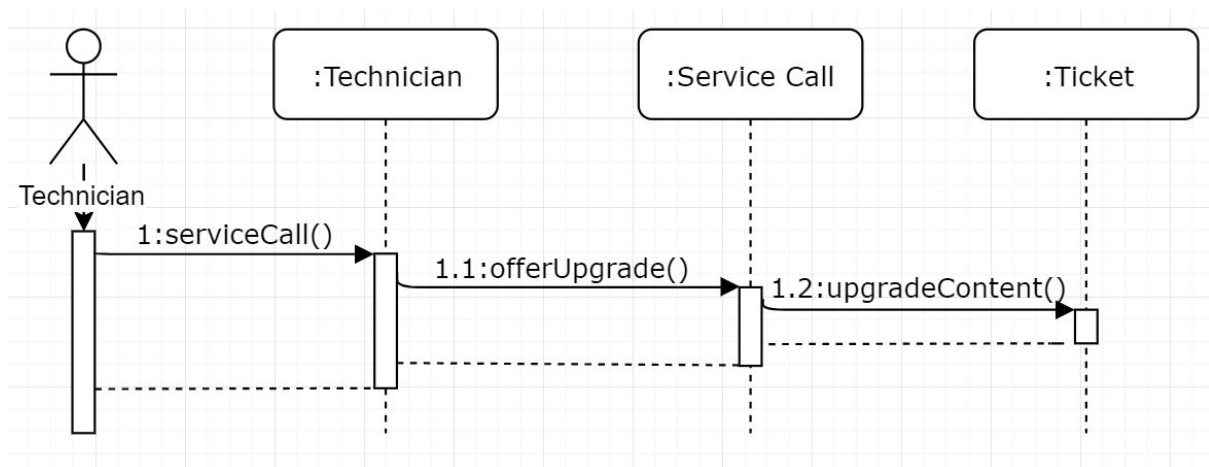 :Technician
:Service Call
:Ticket
Technician
1:serviceCall()
1.1:offerUpgrade()
1.2:upgradeContent()